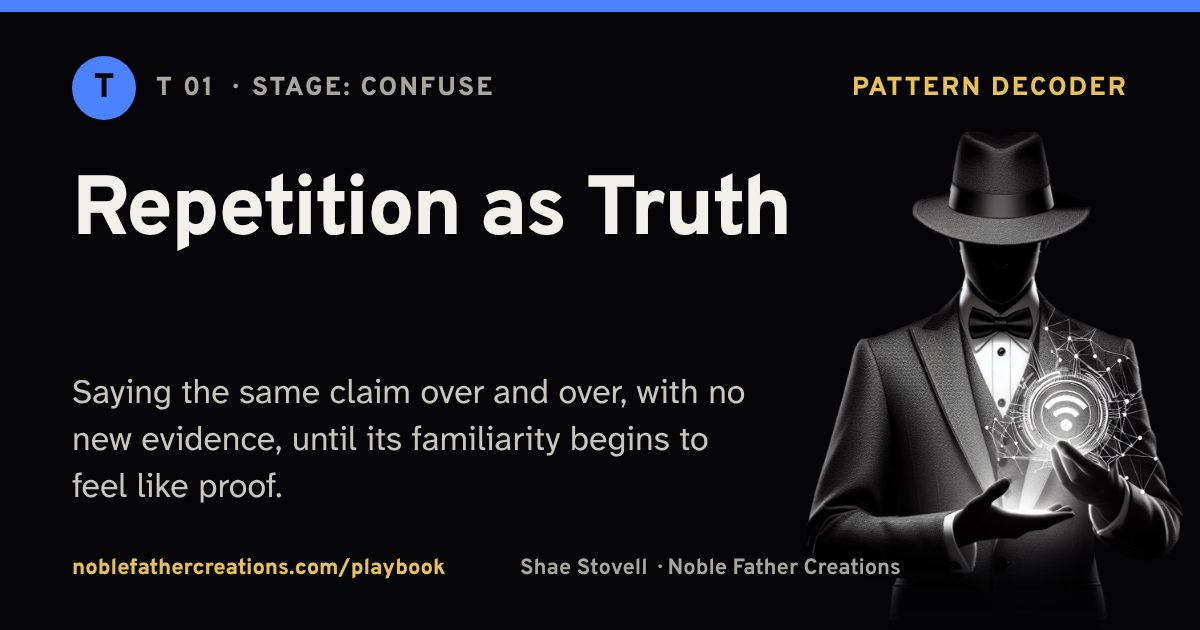 T
T 01 · STAGE: CONFUSE
PATTERN DECODER
Repetition as Truth
Saying the same claim over and over, with no
new evidence, until its familiarity begins to
feel like proof.
noblefathercreations.com/playbook
Shae Stovell · Noble Father Creations